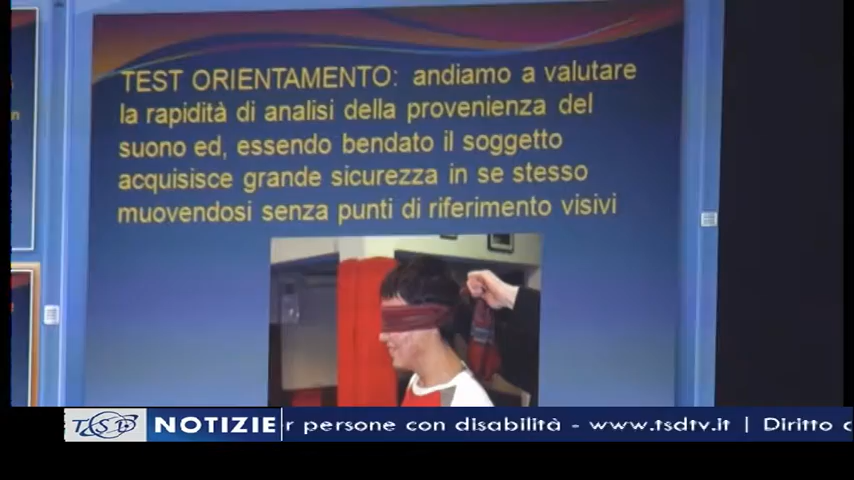 TEST ORIENTAMENTO: andiamo a valutare
la rapidità di analisi della provenienza del
suono ed, essendo bendato il soggetto
acquisisce grande sicurezza in se stesso
muovendosi senza punti di riferimento visivi
TSD NOTIZIE r persone con disabilità - www.tsdtv.it | Diritto